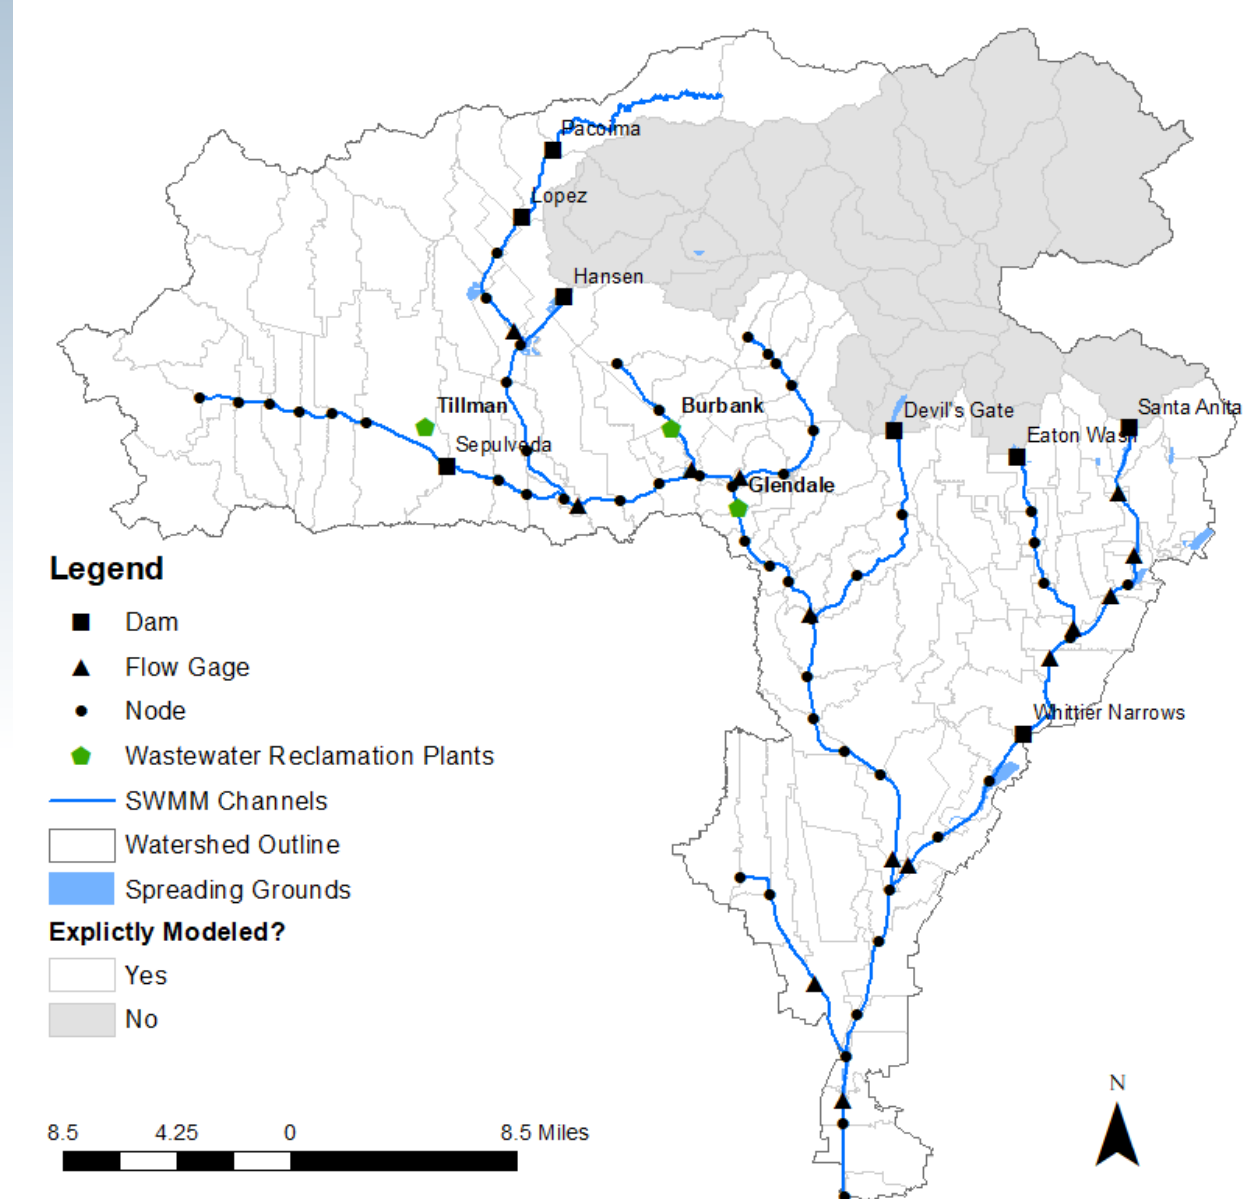 Pacoima
Lopez
Hansen
Tillman
Burbank
Devil's Gate
Santa Anita
Eaton Wash
Sepulveda
Glendale
Whittier Narrows
Legend
Dam
Flow Gage
Node
Wastewater Reclamation Plants
SWMM Channels
Watershed Outline
Spreading Grounds
Explictly Modeled?
Yes
No
N
8.5 4.25 0 8.5 Miles